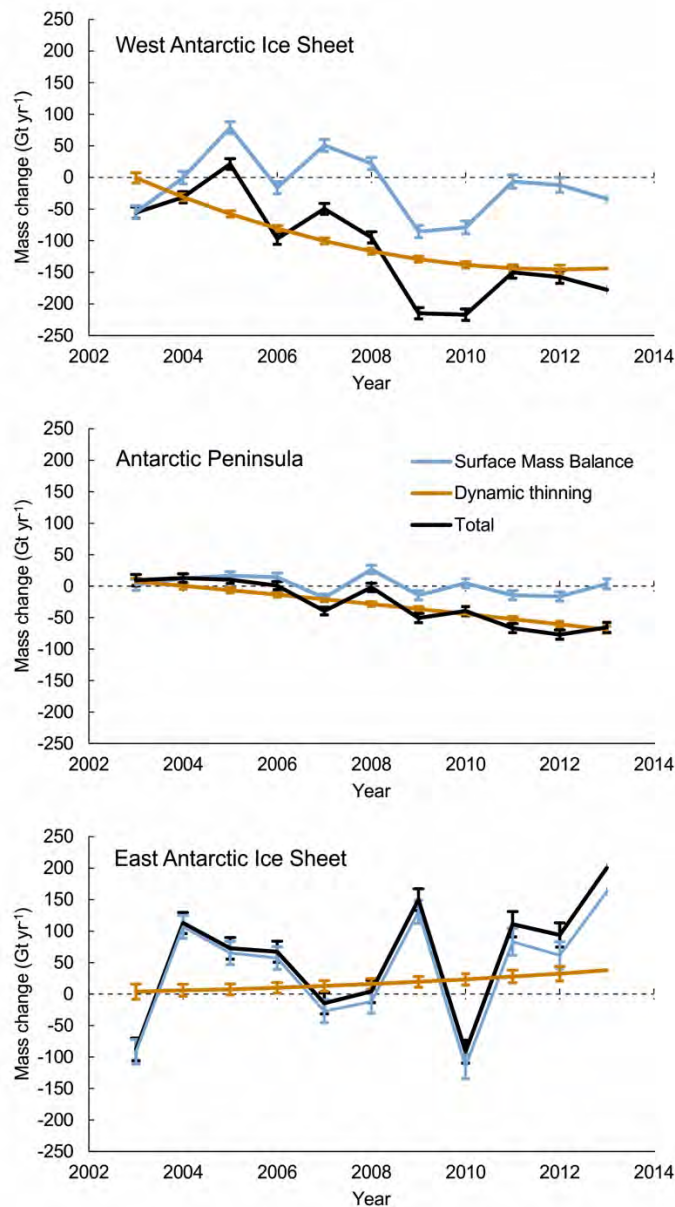 West Antarctic Ice Sheet
Mass change (Gt yr⁻¹)
250
200
150
100
50
0
-50
-100
-150
-200
-250
2002 2004 2006 2008 2010 2012 2014
Year
Antarctic Peninsula
Surface Mass Balance
Dynamic thinning
Total
Mass change (Gt yr⁻¹)
250
200
150
100
50
0
-50
-100
-150
-200
-250
2002 2004 2006 2008 2010 2012 2014
Year
East Antarctic Ice Sheet
Mass change (Gt yr⁻¹)
250
200
150
100
50
0
-50
-100
-150
-200
-250
2002 2004 2006 2008 2010 2012 2014
Year